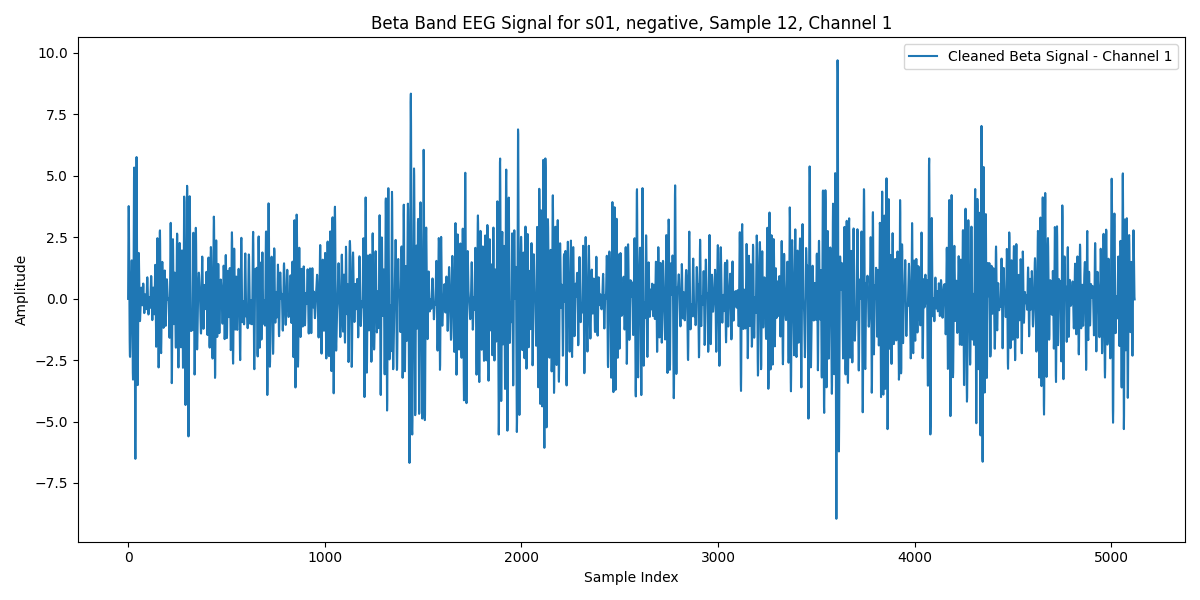 Beta Band EEG Signal for s01, negative, Sample 12, Channel 1
Cleaned Beta Signal - Channel 1
Amplitude
10.0
7.5
5.0
2.5
0.0
−2.5
−5.0
−7.5
0 1000 2000 3000 4000 5000
Sample Index